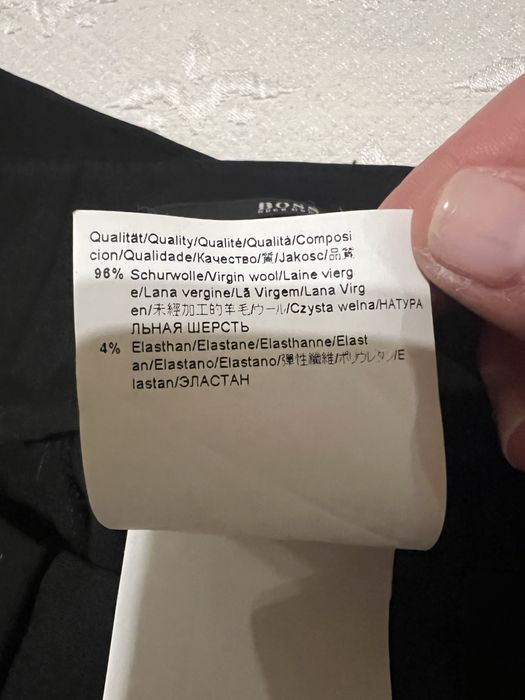 BOSS
Qualität/Quality/Qualité/Qualità/Composi
cion/Qualidade/Качество/質/Jakosc/品質
96% Schurwolle/Virgin wool/Laine vierg
e/Lana vergine/Lã Virgem/Lana Virg
en/未經加工的羊毛/ウール/Czysta welna/НАТУРА
ЛЬНАЯ ШЕРСТЬ
4% Elasthan/Elastane/Elasthanne/Elast
an/Elastano/Elastano/彈性纖維/ポリウレタン/E
lastan/ЭЛАСТАН